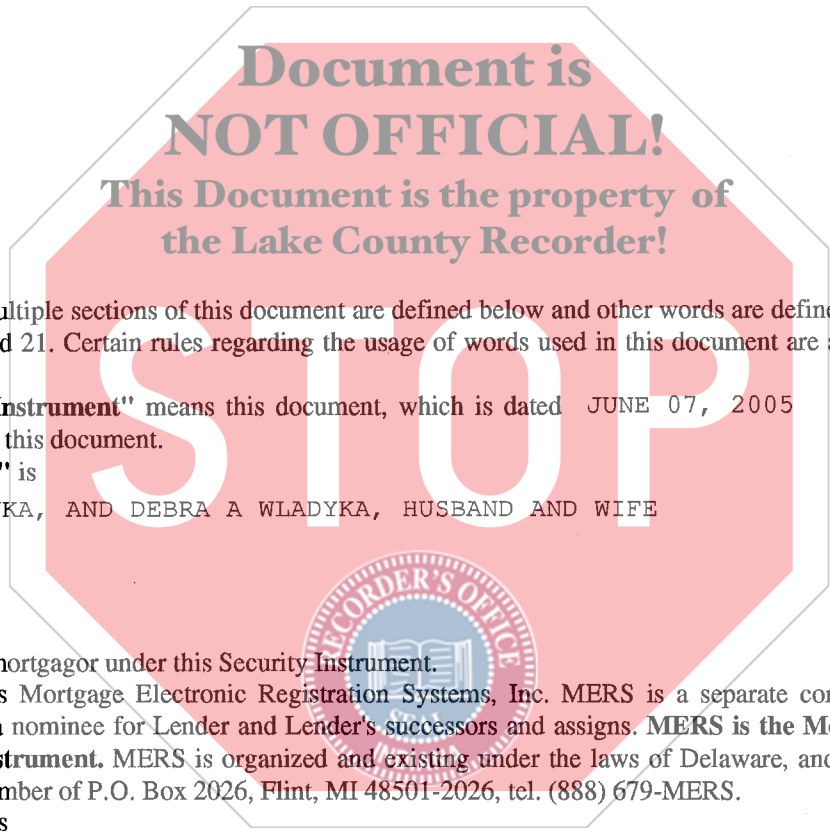 Document is
NOT OFFICIAL!
This Document is the property of
the Lake County Recorder!
ultiple sections of this document are defined below and other words are define
d 21. Certain rules regarding the usage of words used in this document are a
nstrument" means this document, which is dated JUNE 07, 2005
this document.
" is
KA, AND DEBRA A WLADYKA, HUSBAND AND WIFE
STOP
RECORDER'S OFFICE
SEAL
INDIANA
nortgagor under this Security Instrument.
s Mortgage Electronic Registration Systems, Inc. MERS is a separate cor
a nominee for Lender and Lender's successors and assigns. MERS is the Mo
strument. MERS is organized and existing under the laws of Delaware, and
mber of P.O. Box 2026, Flint, MI 48501-2026, tel. (888) 679-MERS.
s